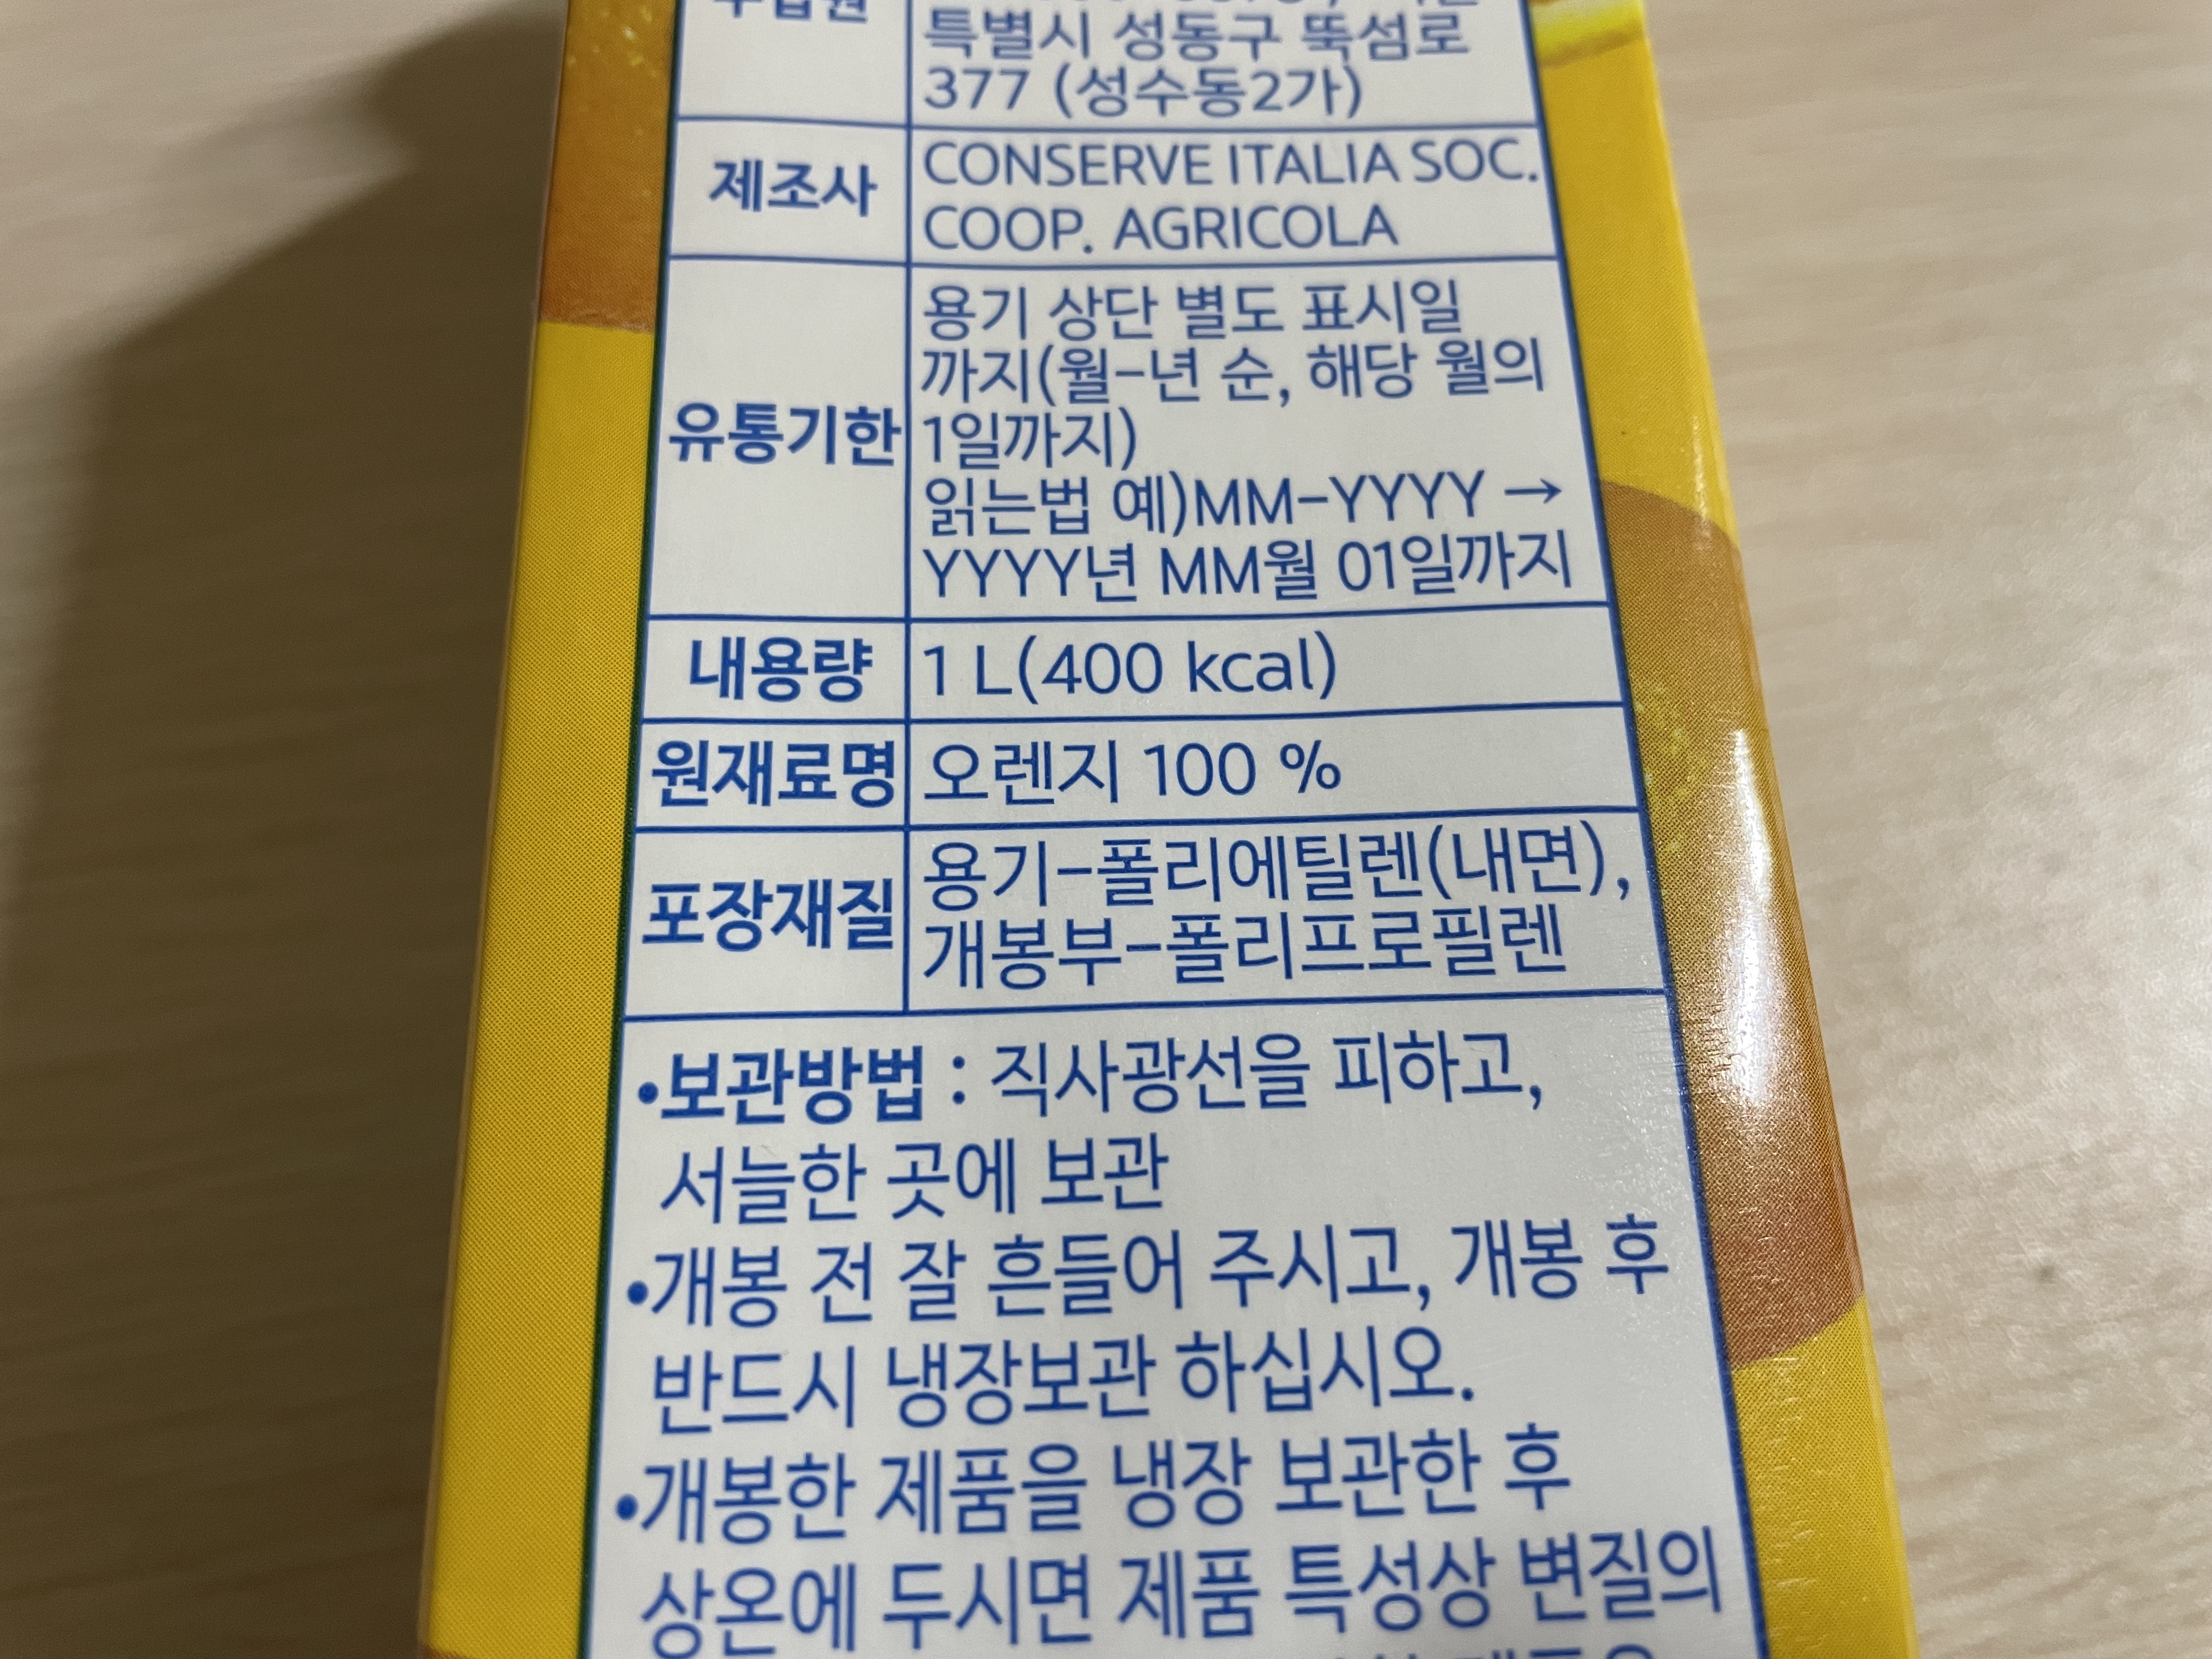 특별시 성동구 뚝섬로
377 (성수동2가)
제조사
CONSERVE ITALIA SOC.
COOP. AGRICOLA
유통기한
용기 상단 별도 표시일
까지(월-년 순, 해당 월의
1일까지)
읽는법 예)MM-YYYY →
YYYY년 MM월 01일까지
내용량
1 L(400 kcal)
원재료명
오렌지 100 %
포장재질
용기-폴리에틸렌(내면),
개봉부-폴리프로필렌
•보관방법 : 직사광선을 피하고,
서늘한 곳에 보관
•개봉 전 잘 흔들어 주시고, 개봉 후
반드시 냉장보관 하십시오.
•개봉한 제품을 냉장 보관한 후
상온에 두시면 제품 특성상 변질의